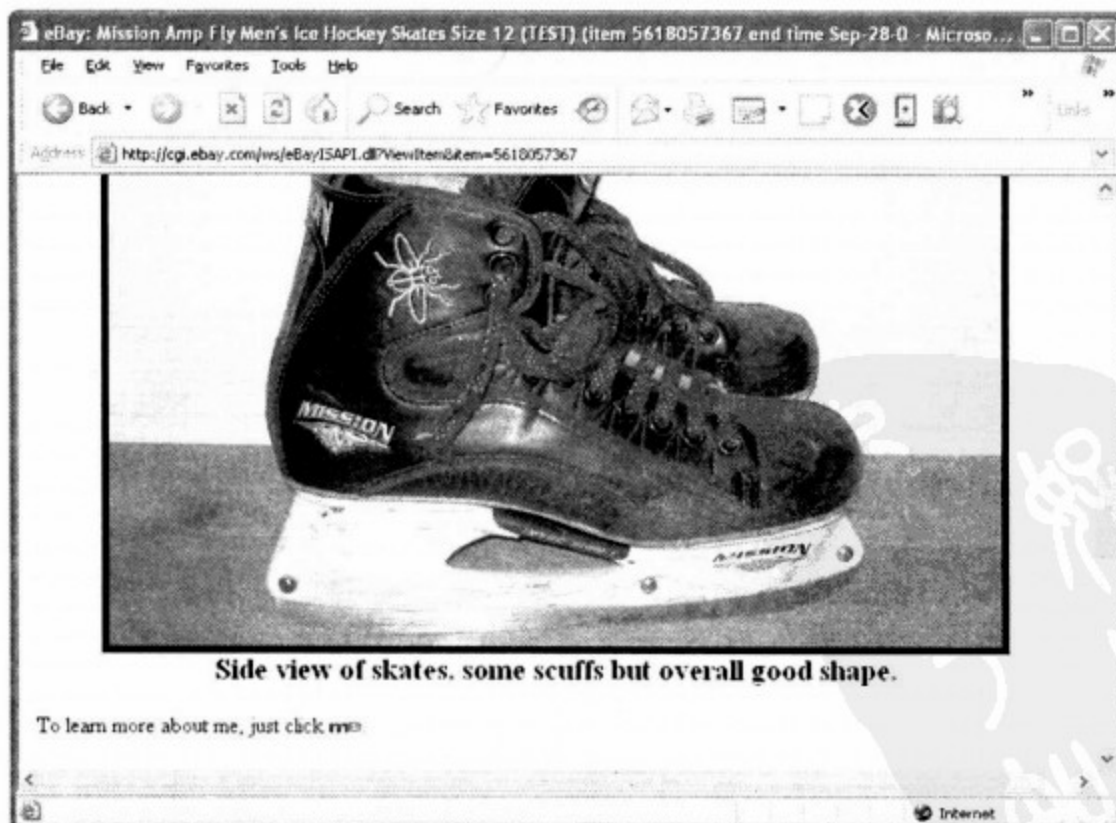 eBay: Mission Amp Fly Men's Ice Hockey Skates Size 12 (TEST) (item 5618057367 end time Sep-28-0 - Microso...
File Edit View Favorites Tools Help
Back Search Favorites » Links »
Address http://cgi.ebay.com/ws/eBayISAPI.dll?ViewItem&item=5618057367
MISSION
MISSION
Side view of skates, some scuffs but overall good shape.
To learn more about me, just click me.
Internet